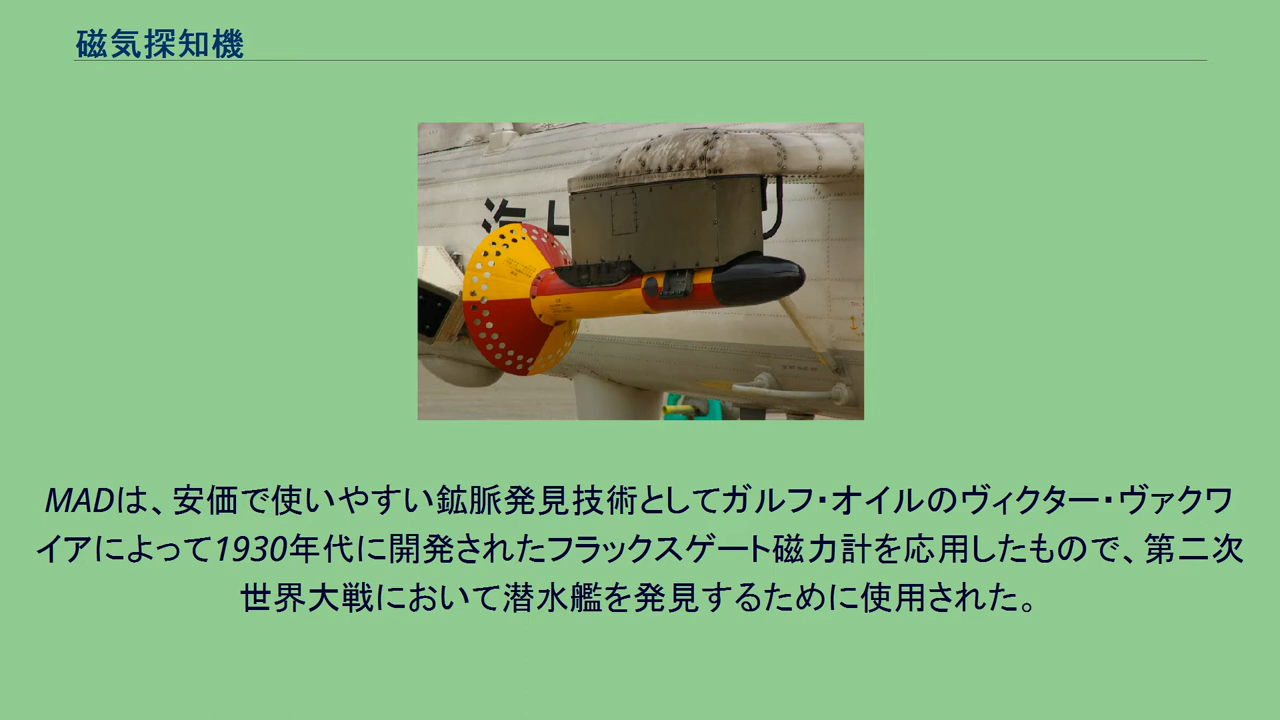 磁気探知機
MADは、安価で使いやすい鉱脈発見技術としてガルフ・オイルのヴィクター・ヴァクワ
イアによって1930年代に開発されたフラックスゲート磁力計を応用したもので、第二次
世界大戦において潜水艦を発見するために使用された。